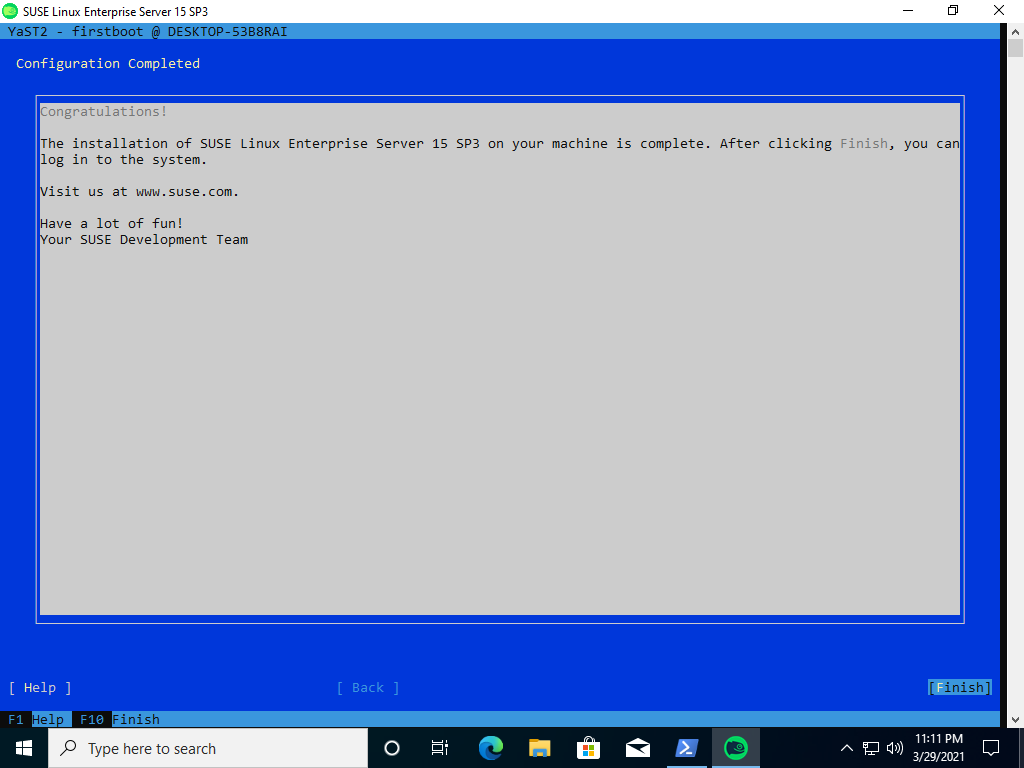 SUSE Linux Enterprise Server 15 SP3
YaST2 - firstboot @ DESKTOP-53B8RAI
Configuration Completed
Congratulations!
The installation of SUSE Linux Enterprise Server 15 SP3 on your machine is complete. After clicking Finish, you can
log in to the system.
Visit us at www.suse.com.
Have a lot of fun!
Your SUSE Development Team
[ Help ] [ Back ] [Finish]
F1 Help F10 Finish
Type here to search
11:11 PM
3/29/2021